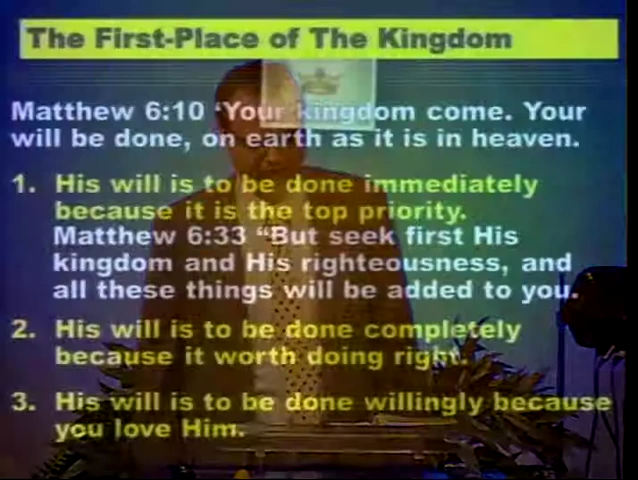 The First-Place of The Kingdom
Matthew 6:10 ‘Your kingdom come. Your
will be done, on earth as it is in heaven.
1. His will is to be done immediately
because it is the top priority.
Matthew 6:33 “But seek first His
kingdom and His righteousness, and
all these things will be added to you.
2. His will is to be done completely
because it worth doing right.
3. His will is to be done willingly because
you love Him.